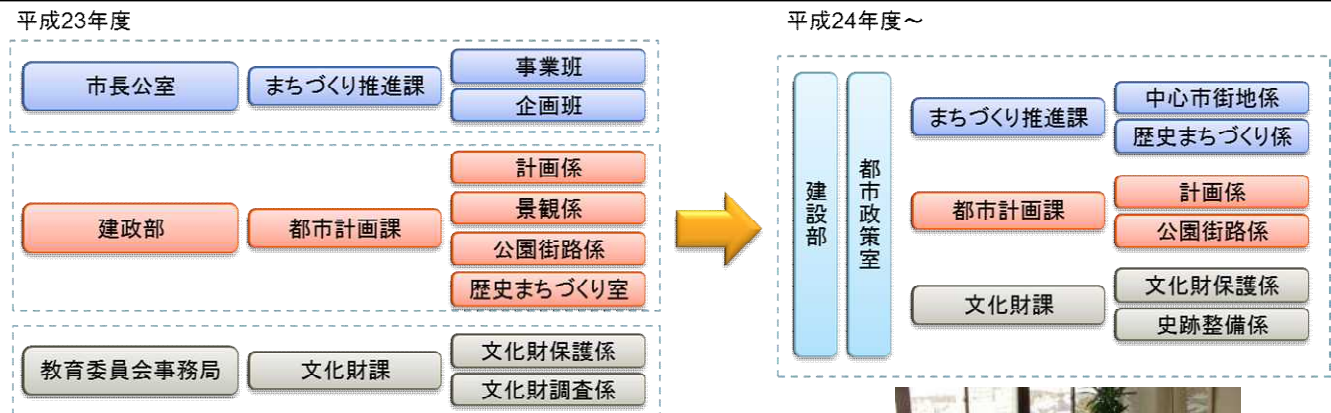 平成23年度
市長公室
まちづくり推進課
事業班
企画班
建政部
都市計画課
計画係
景観係
公園街路係
歴史まちづくり室
教育委員会事務局
文化財課
文化財保護係
文化財調査係
平成24年度～
建設部
都市政策室
まちづくり推進課
中心市街地係
歴史まちづくり係
都市計画課
計画係
公園街路係
文化財課
文化財保護係
史跡整備係